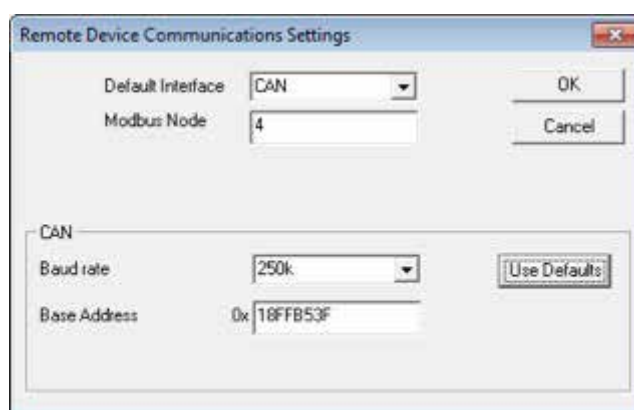 Remote Device Communications Settings
Default Interface CAN OK
Modbus Node 4 Cancel
CAN
Baud rate 250k Use Defaults
Base Address 0x 18FFB53F